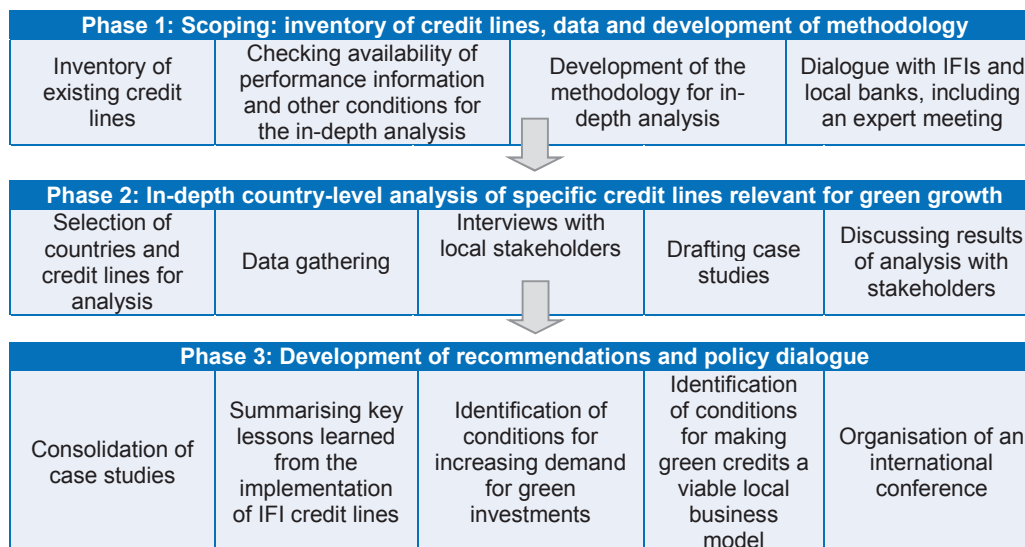 Phase 1: Scoping: inventory of credit lines, data and development of methodology
Inventory of
existing credit
lines
Checking availability of
performance information
and other conditions for
the in-depth analysis
Development of the
methodology for in-
depth analysis
Dialogue with IFIs and
local banks, including
an expert meeting
Phase 2: In-depth country-level analysis of specific credit lines relevant for green growth
Selection of
countries and
credit lines for
analysis
Data gathering
Interviews with
local stakeholders
Drafting case
studies
Discussing results
of analysis with
stakeholders
Phase 3: Development of recommendations and policy dialogue
Consolidation of
case studies
Summarising key
lessons learned
from the
implementation
of IFI credit lines
Identification of
conditions for
increasing demand
for green
investments
Identification
of conditions
for making
green credits a
viable local
business
model
Organisation of an
international
conference